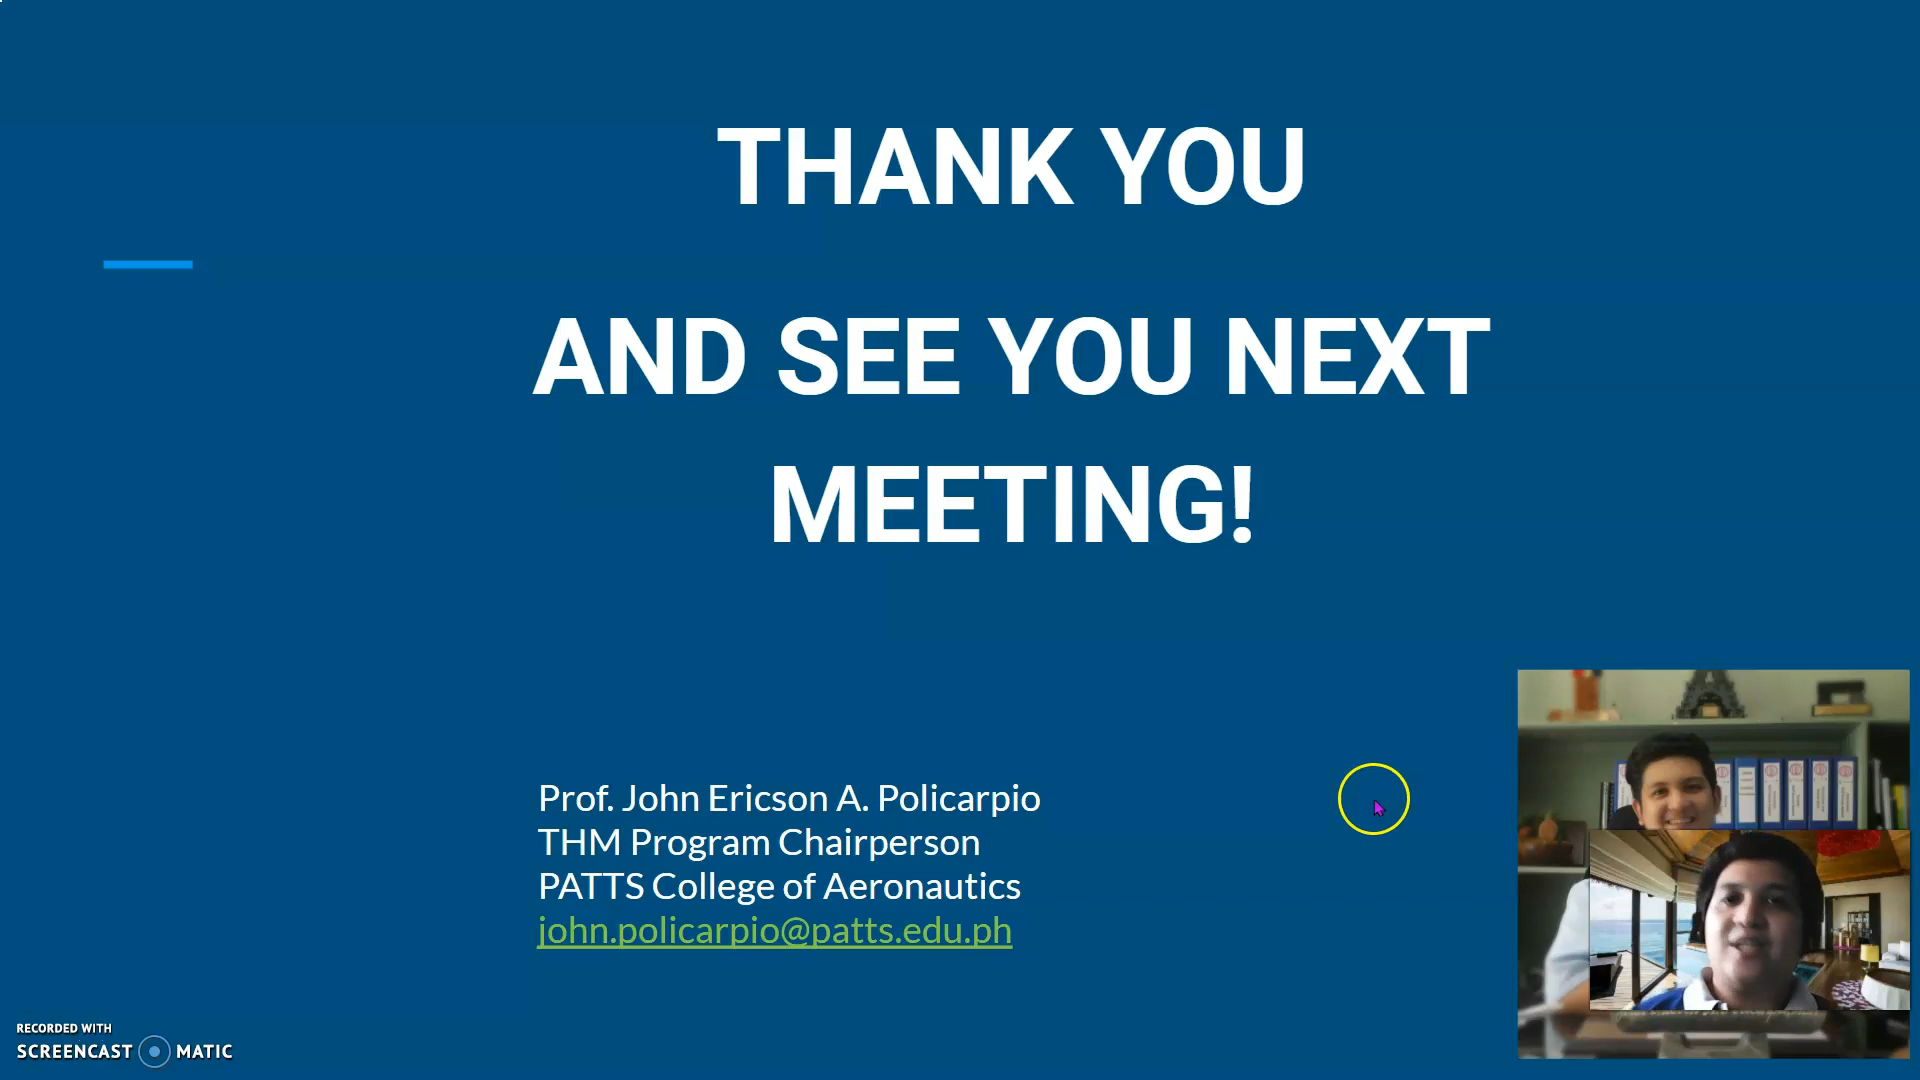 THANK YOU
AND SEE YOU NEXT
MEETING!
Prof. John Ericson A. Policarpio
THM Program Chairperson
PATTS College of Aeronautics
john.policarpio@patts.edu.ph
RECORDED WITH
SCREENCAST MATIC